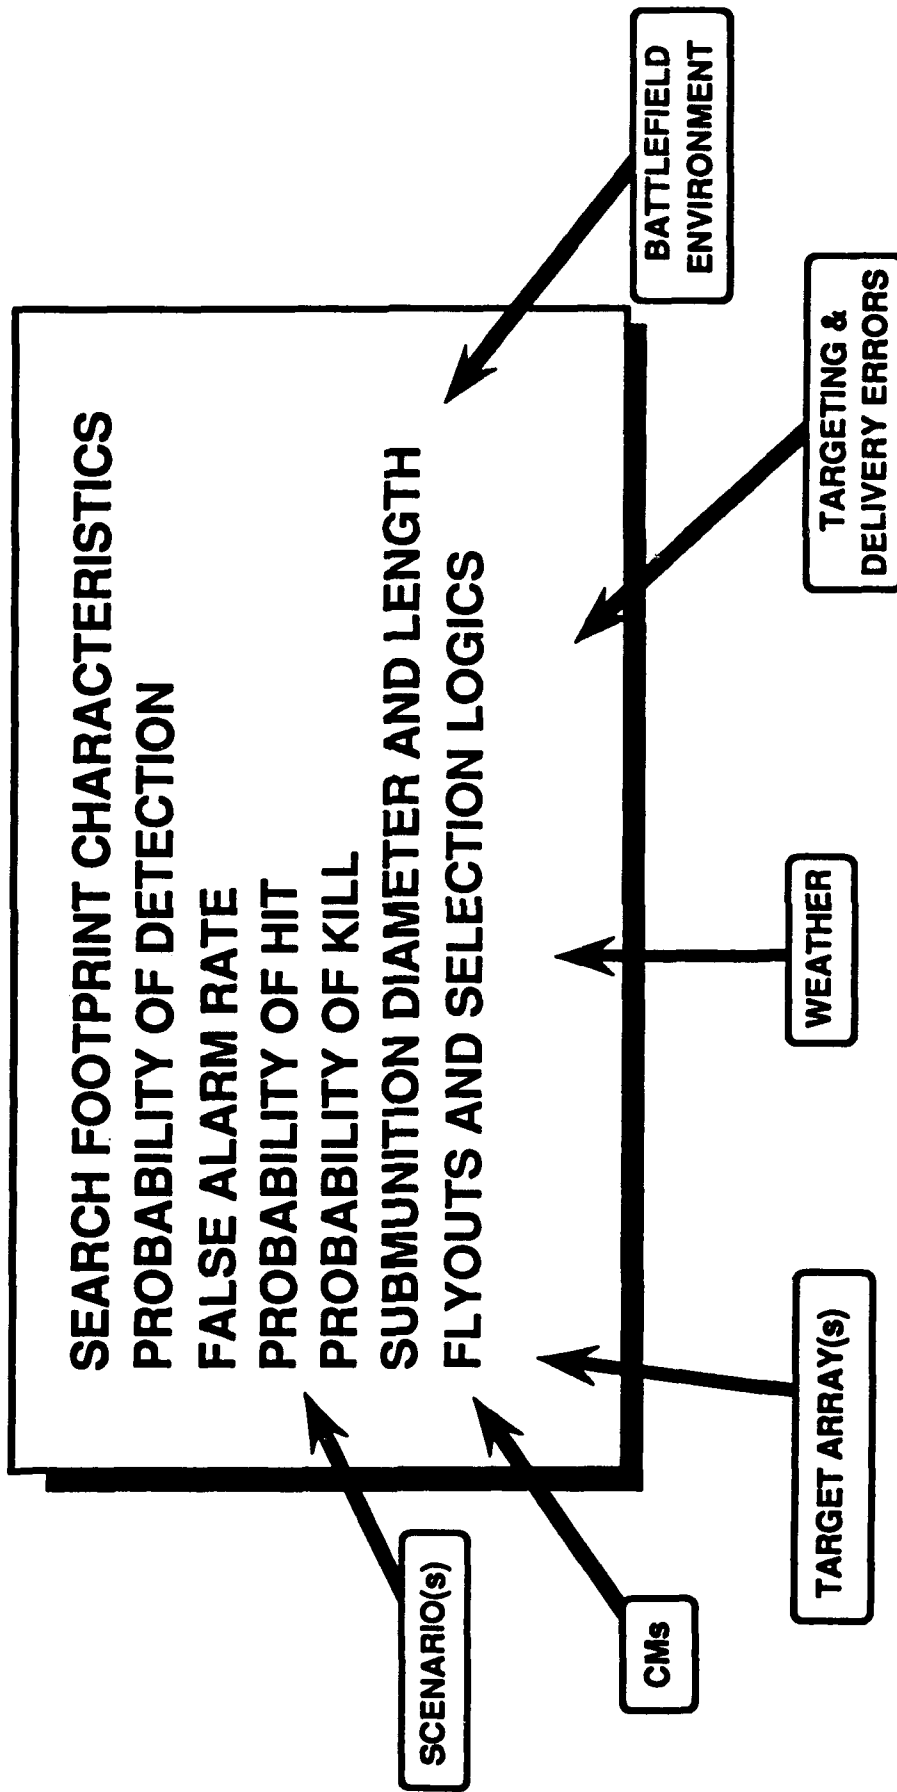 SEARCH FOOTPRINT CHARACTERISTICS
PROBABILITY OF DETECTION
FALSE ALARM RATE
PROBABILITY OF HIT
PROBABILITY OF KILL
SUBMUNITION DIAMETER AND LENGTH
FLYOUTS AND SELECTION LOGICS
SCENARIO(s)
CMs
TARGET ARRAY(s)
WEATHER
TARGETING &
DELIVERY ERRORS
BATTLEFIELD
ENVIRONMENT